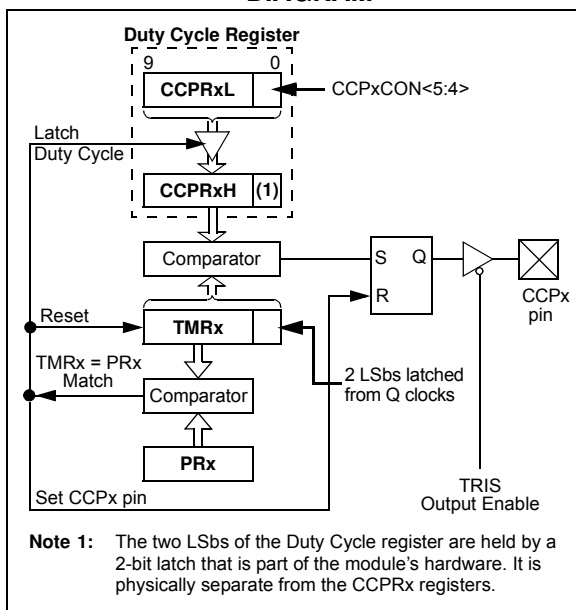 Duty Cycle Register
9 0
CCPRxL
CCPxCON<5:4>
Latch
Duty Cycle
CCPRxH (1)
Comparator
S Q
R
CCPx
pin
Reset
TMRx
TMRx = PRx
Match
2 LSbs latched
from Q clocks
Comparator
PRx
Set CCPx pin
TRIS
Output Enable
Note 1: The two LSbs of the Duty Cycle register are held by a
2-bit latch that is part of the module's hardware. It is
physically separate from the CCPRx registers.